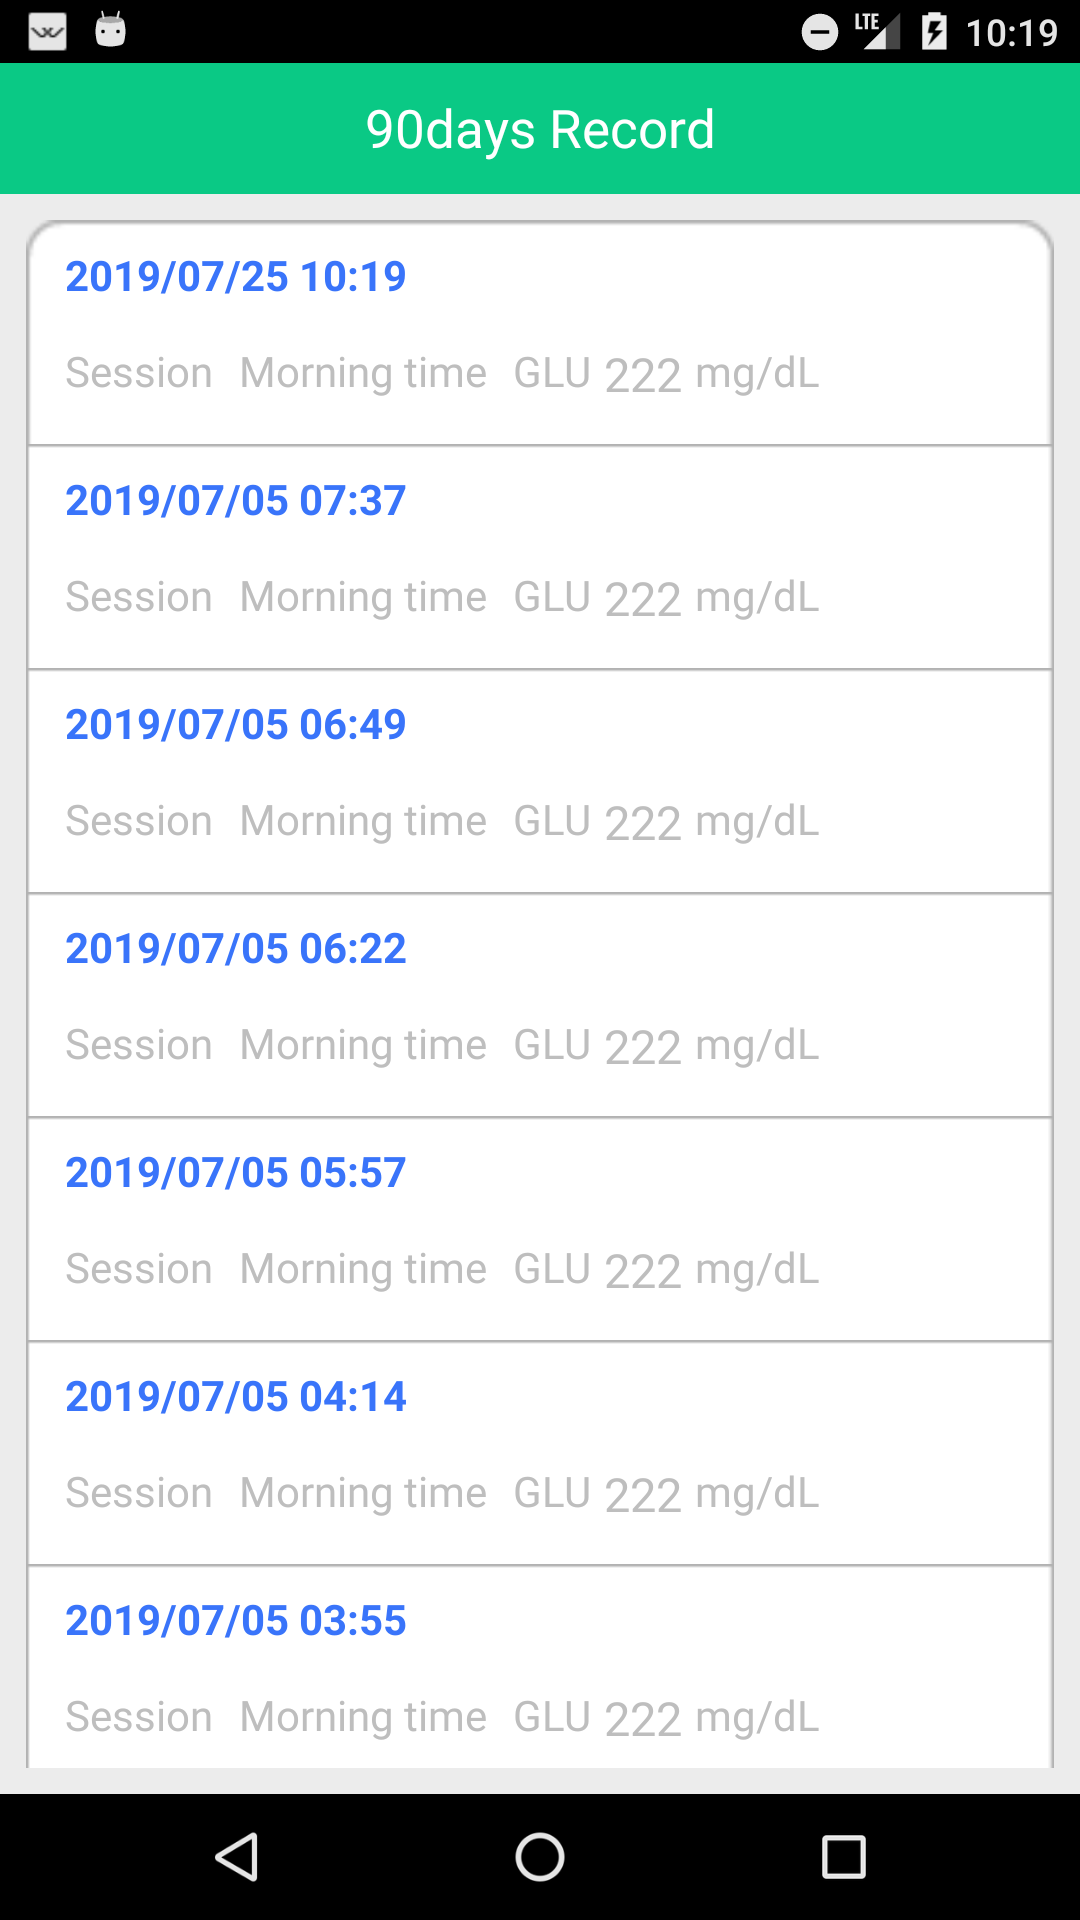 LTE 10:19
90days Record
2019/07/25 10:19
Session Morning time GLU 222 mg/dL
2019/07/05 07:37
Session Morning time GLU 222 mg/dL
2019/07/05 06:49
Session Morning time GLU 222 mg/dL
2019/07/05 06:22
Session Morning time GLU 222 mg/dL
2019/07/05 05:57
Session Morning time GLU 222 mg/dL
2019/07/05 04:14
Session Morning time GLU 222 mg/dL
2019/07/05 03:55
Session Morning time GLU 222 mg/dL